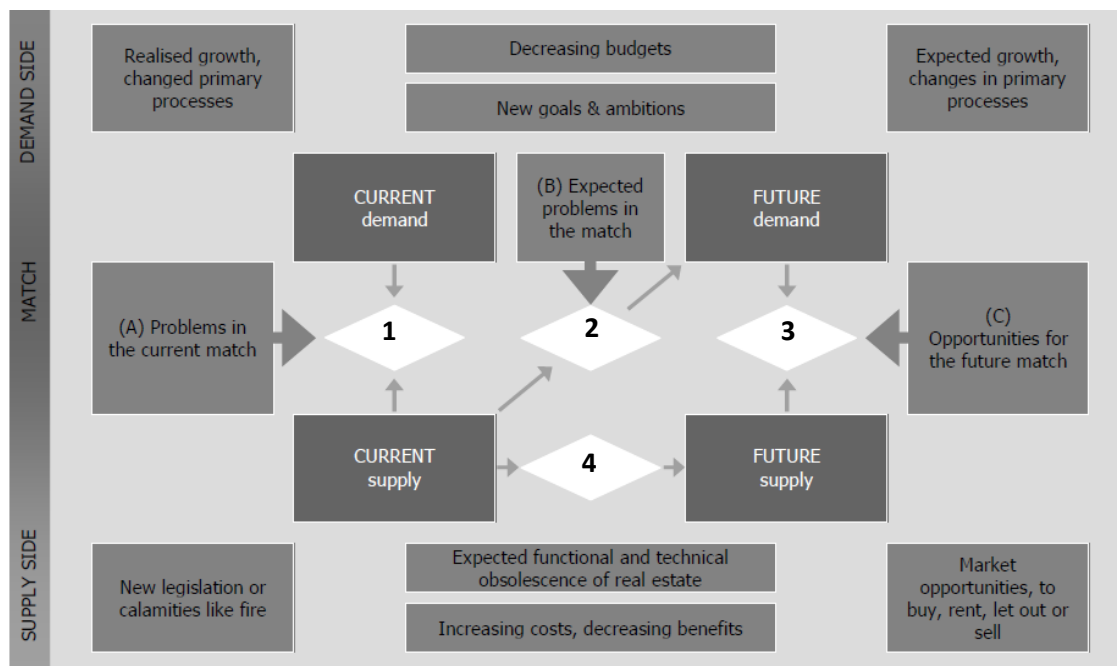 DEMAND SIDE
MATCH
SUPPLY SIDE
Realised growth,
changed primary
processes
Decreasing budgets
New goals & ambitions
Expected growth,
changes in primary
processes
CURRENT
demand
(B) Expected
problems in
the match
FUTURE
demand
(A) Problems in
the current match
1
2
3
(C)
Opportunities for
the future match
CURRENT
supply
4
FUTURE
supply
New legislation or
calamities like fire
Expected functional and technical
obsolescence of real estate
Increasing costs, decreasing benefits
Market
opportunities, to
buy, rent, let out or
sell